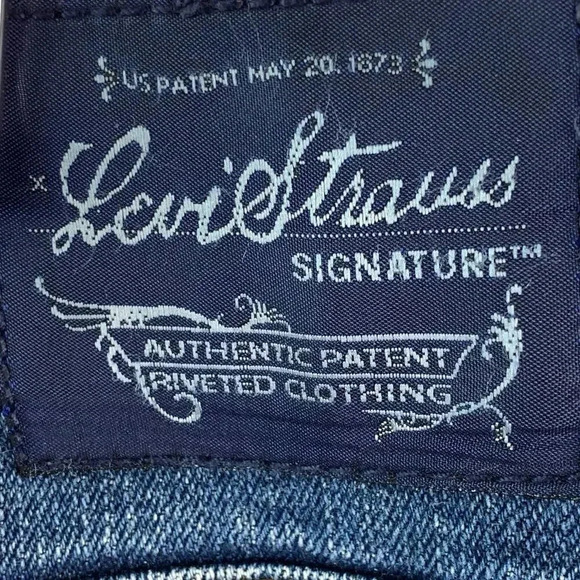 US PATENT MAY 20, 1873
x Levi Strauss
SIGNATURE™
AUTHENTIC PATENT
RIVETED CLOTHING